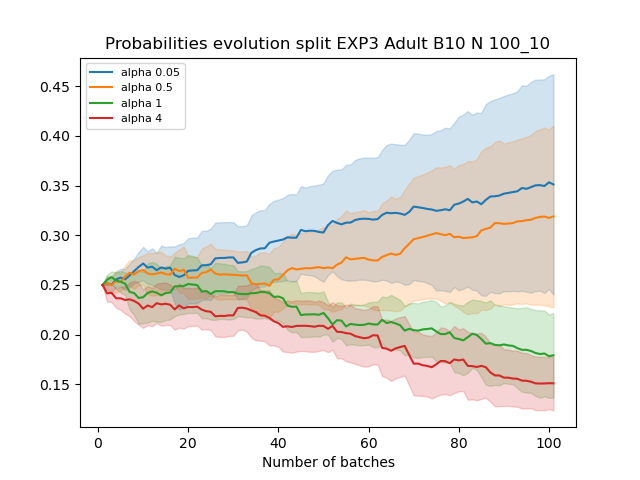 Probabilities evolution split EXP3 Adult B10 N 100_10
alpha 0.05
alpha 0.5
alpha 1
alpha 4
0.45
0.40
0.35
0.30
0.25
0.20
0.15
0 20 40 60 80 100
Number of batches